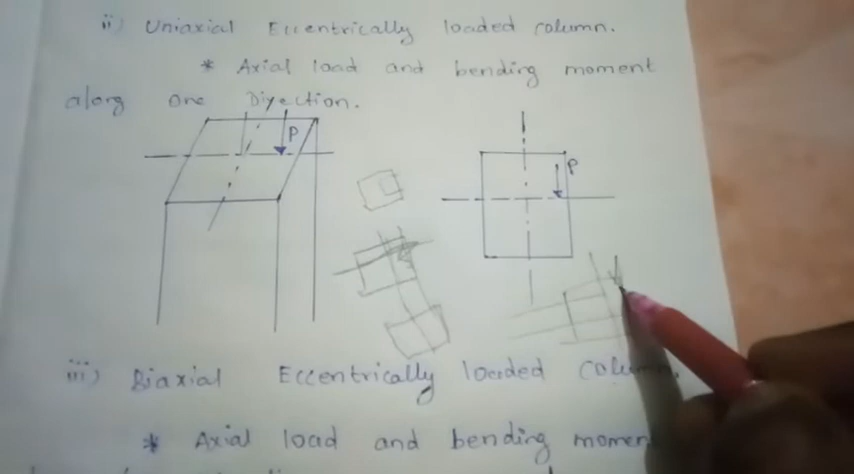 ii) Uniaxial Eccentrically loaded column.
* Axial load and bending moment
along one Direction.
P
P
iii) Biaxial Eccentrically loaded
* Axial load and bending